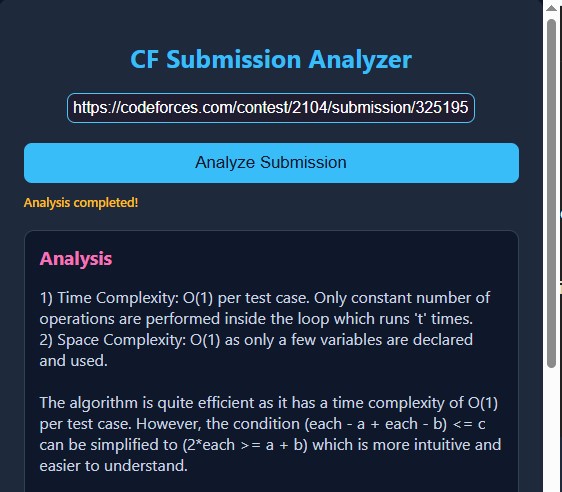 CF Submission Analyzer
https://codeforces.com/contest/2104/submission/325195
Analyze Submission
Analysis completed!
Analysis
1) Time Complexity: O(1) per test case. Only constant number of
operations are performed inside the loop which runs 't' times.
2) Space Complexity: O(1) as only a few variables are declared
and used.
The algorithm is quite efficient as it has a time complexity of O(1)
per test case. However, the condition (each - a + each - b) <= c
can be simplified to (2*each >= a + b) which is more intuitive and
easier to understand.